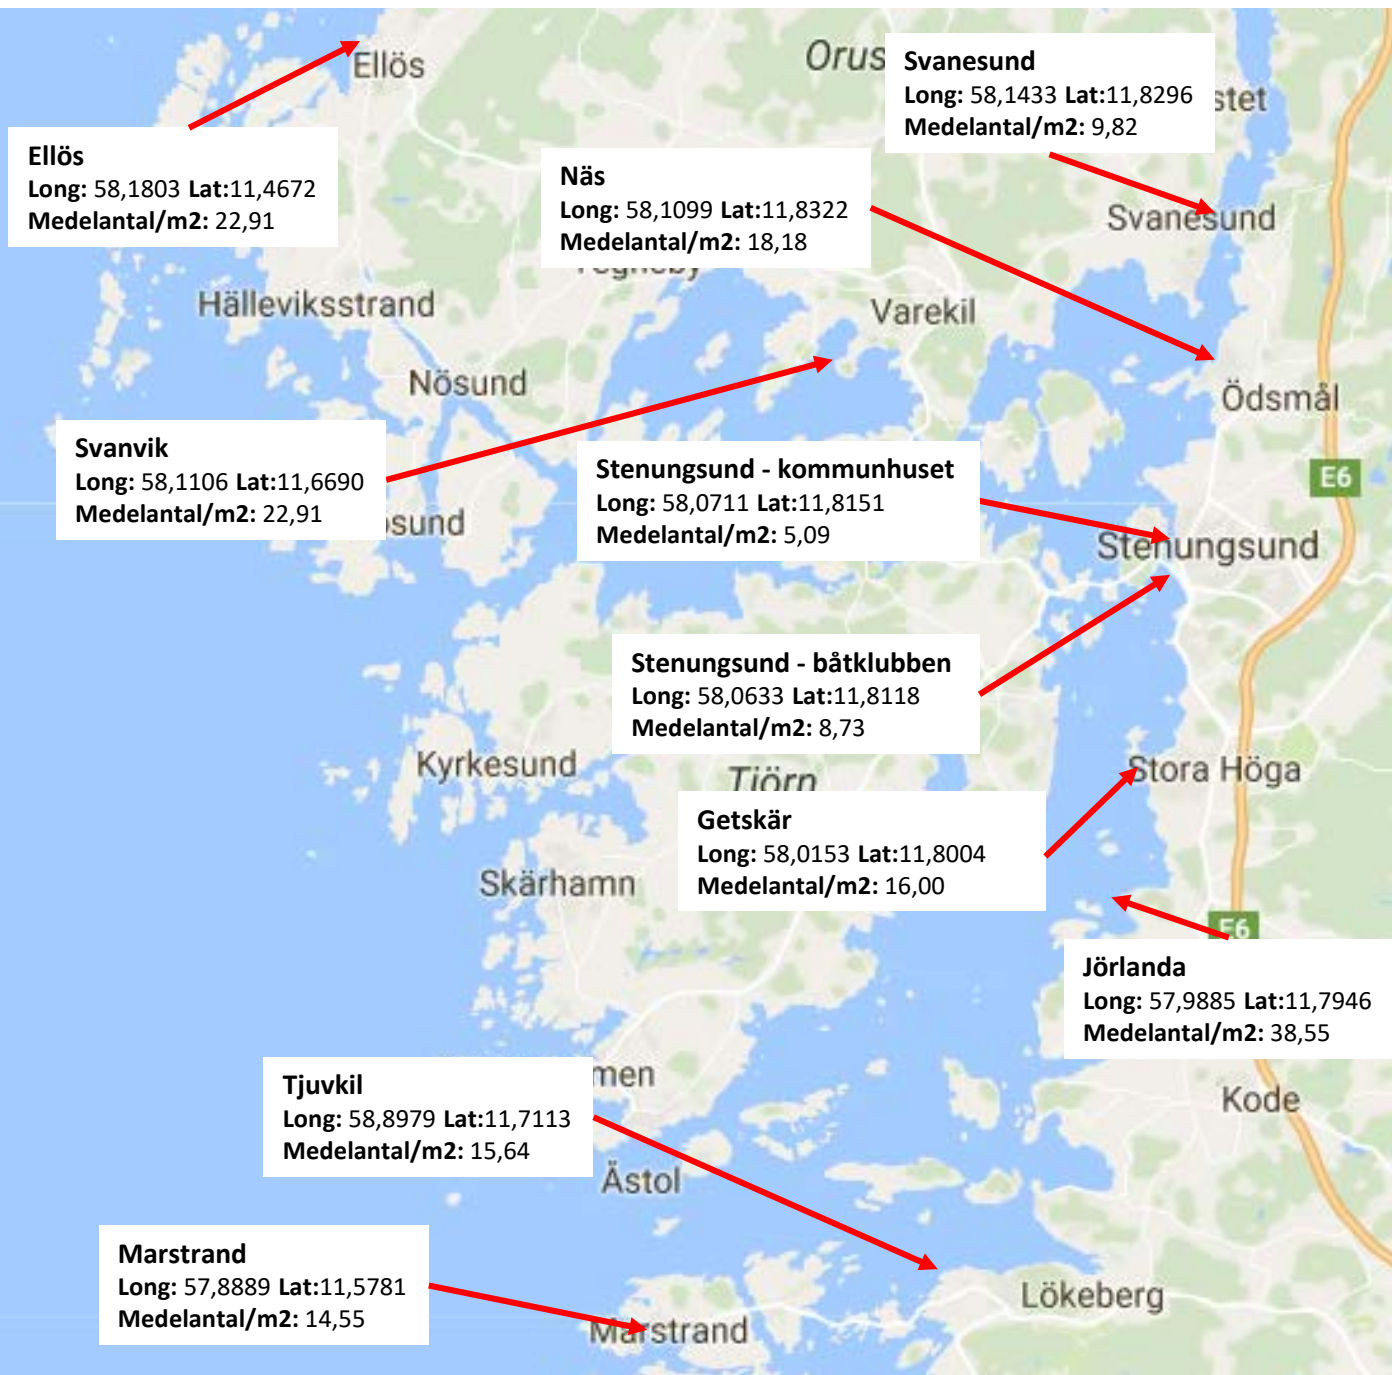 Orus
Svanesund
Long: 58,1433 Lat:11,8296
Medelantal/m2: 9,82
stet
Ellös
Ellös
Long: 58,1803 Lat:11,4672
Medelantal/m2: 22,91
Näs
Long: 58,1099 Lat:11,8322
Medelantal/m2: 18,18
Svanesund
Hälleviksstrand
Varekil
Nösund
Ödsmål
Svanvik
Long: 58,1106 Lat:11,6690
Medelantal/m2: 22,91
Stenungsund - kommunhuset
Long: 58,0711 Lat:11,8151
Medelantal/m2: 5,09
E6
sund
Stenungsund
Stenungsund - båtklubben
Long: 58,0633 Lat:11,8118
Medelantal/m2: 8,73
Kyrkesund
Tjörn
Stora Höga
Getskär
Long: 58,0153 Lat:11,8004
Medelantal/m2: 16,00
Skärhamn
E6
Jörlanda
Long: 57,9885 Lat:11,7946
Medelantal/m2: 38,55
men
Tjuvkil
Long: 58,8979 Lat:11,7113
Medelantal/m2: 15,64
Kode
Åstol
Marstrand
Long: 57,8889 Lat:11,5781
Medelantal/m2: 14,55
Lökeberg
Marstrand